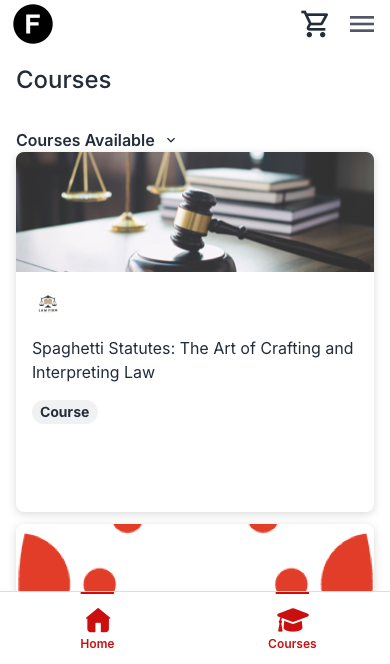 F
Courses
Courses Available
LAW FIRM
Spaghetti Statutes: The Art of Crafting and
Interpreting Law
Course
Home
Courses